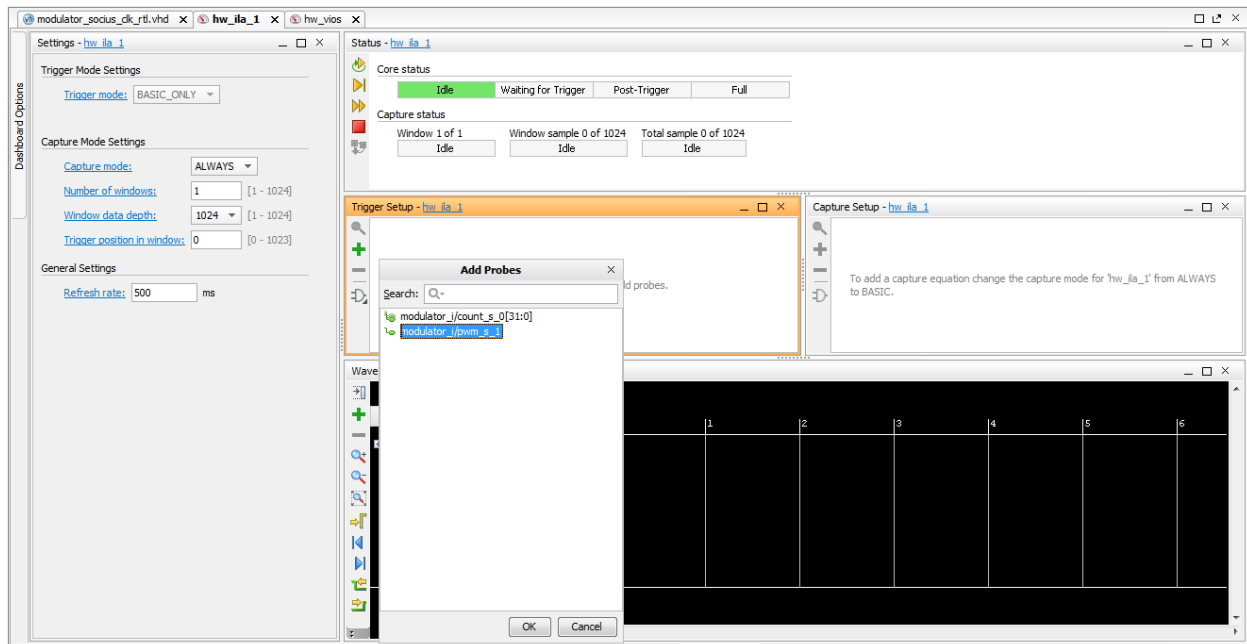 modulator_socius_clk_rtl.vhd
hw_ila_1
hw_vios
Dashboard Options
Settings - hw_ila_1
Trigger Mode Settings
Trigger mode: BASIC_ONLY
Capture Mode Settings
Capture mode: ALWAYS
Number of windows: 1 [1 - 1024]
Window data depth: 1024 [1 - 1024]
Trigger position in window: 0 [0 - 1023]
General Settings
Refresh rate: 500 ms
Status - hw_ila_1
Core status
Idle Waiting for Trigger Post-Trigger Full
Capture status
Window 1 of 1 Window sample 0 of 1024 Total sample 0 of 1024
Idle Idle Idle
Trigger Setup - hw_ila_1
probes.
Capture Setup - hw_ila_1
To add a capture equation change the capture mode for 'hw_ila_1' from ALWAYS
to BASIC.
Add Probes
Search:
modulator_i/count_s_0[31:0]
modulator_i/pwm_s_1
OK Cancel
Wave
1 2 3 4 5 6